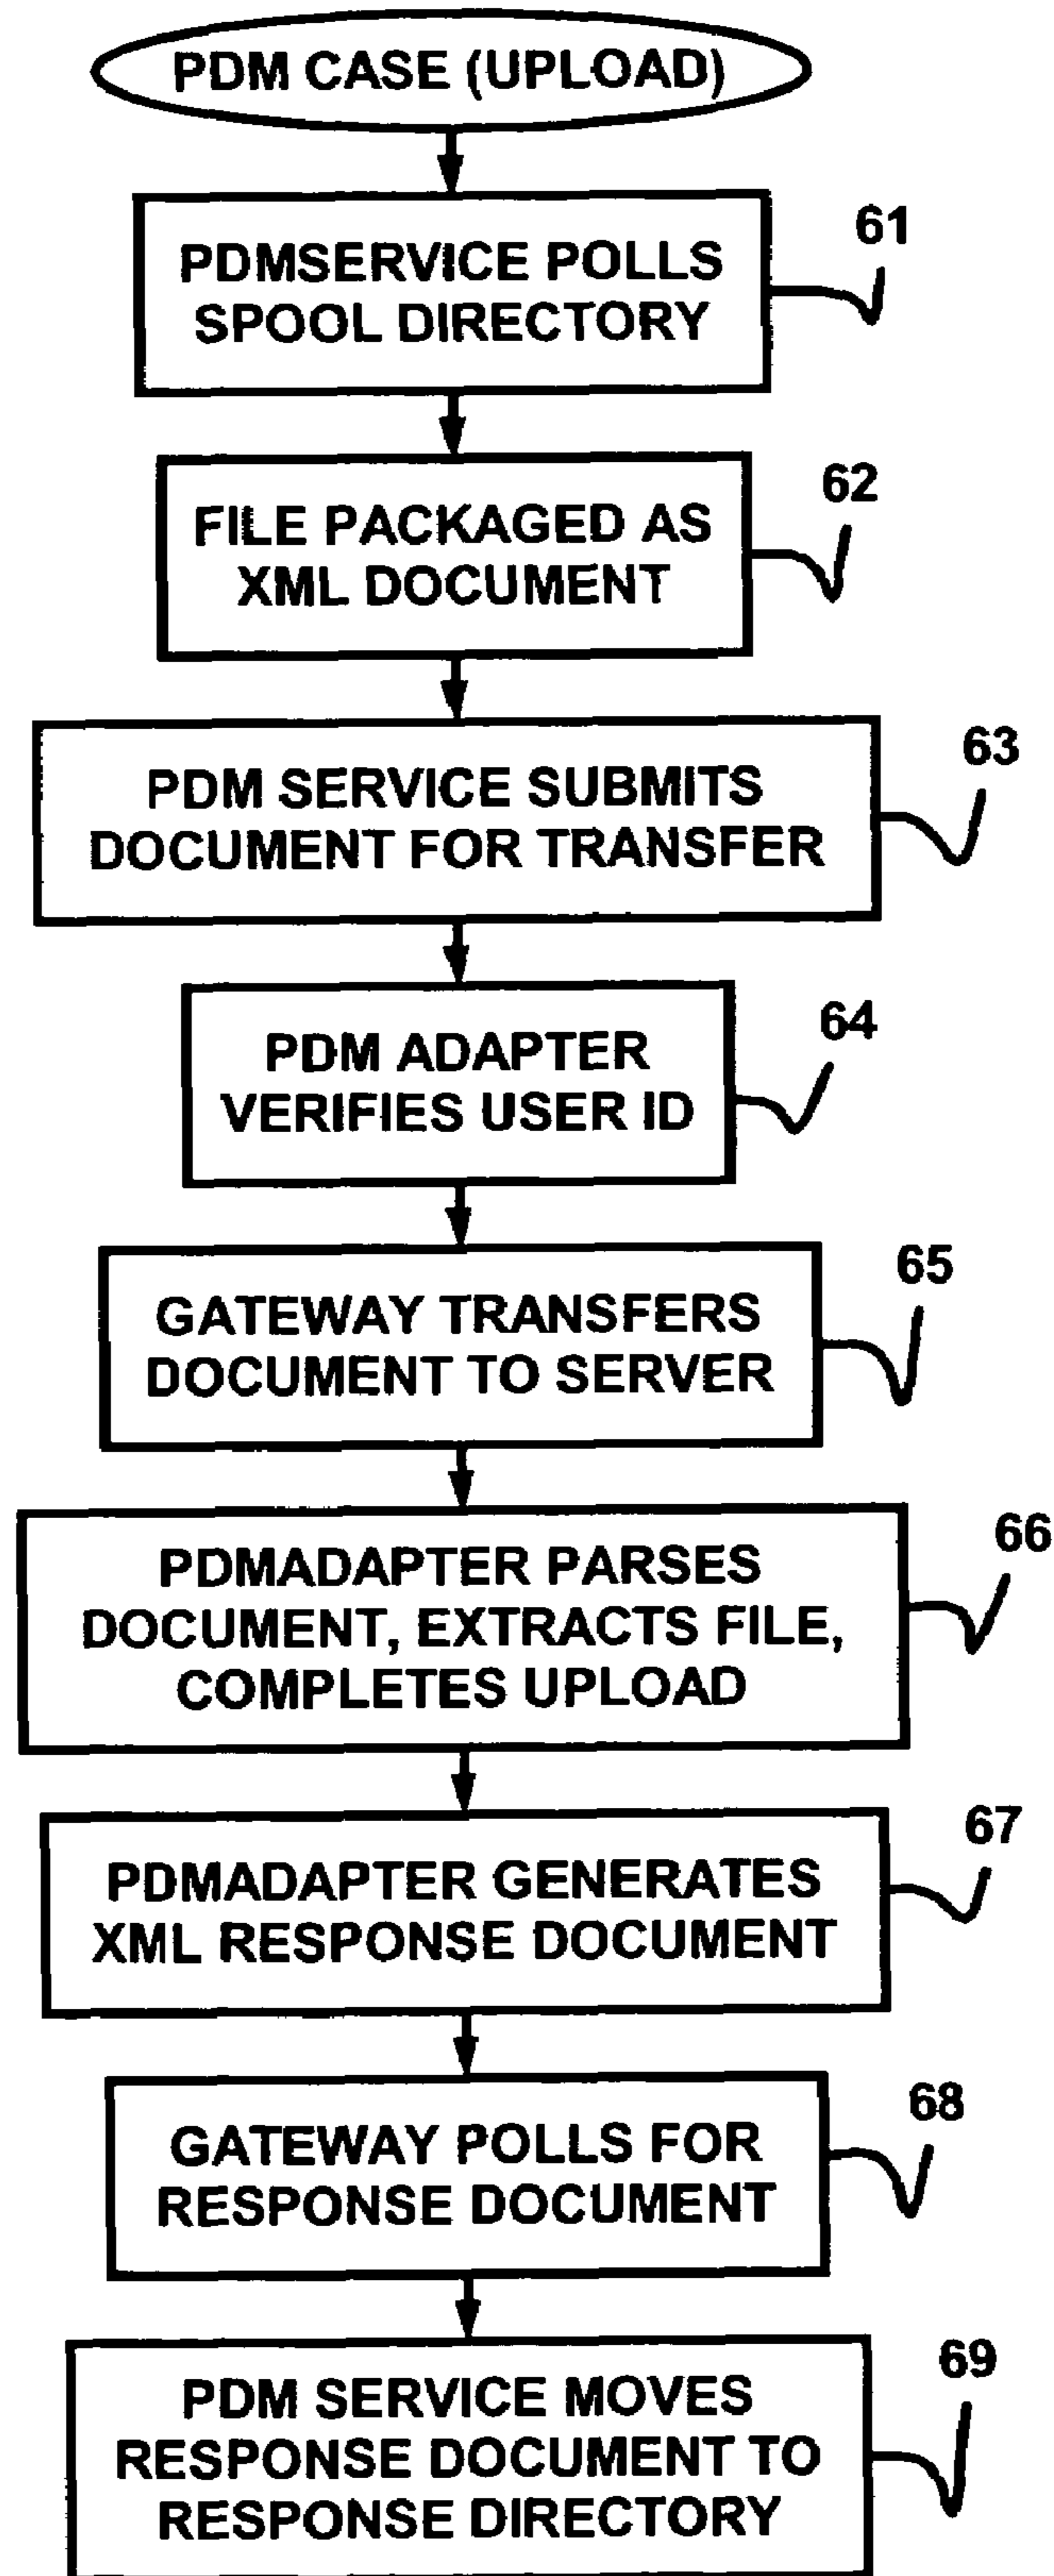 PDM CASE (UPLOAD)
PDMSERVICE POLLS
SPOOL DIRECTORY
61
FILE PACKAGED AS
XML DOCUMENT
62
PDM SERVICE SUBMITS
DOCUMENT FOR TRANSFER
63
PDM ADAPTER
VERIFIES USER ID
64
GATEWAY TRANSFERS
DOCUMENT TO SERVER
65
PDMADAPTER PARSES
DOCUMENT, EXTRACTS FILE,
COMPLETES UPLOAD
66
PDMADAPTER GENERATES
XML RESPONSE DOCUMENT
67
GATEWAY POLLS FOR
RESPONSE DOCUMENT
68
PDM SERVICE MOVES
RESPONSE DOCUMENT TO
RESPONSE DIRECTORY
69